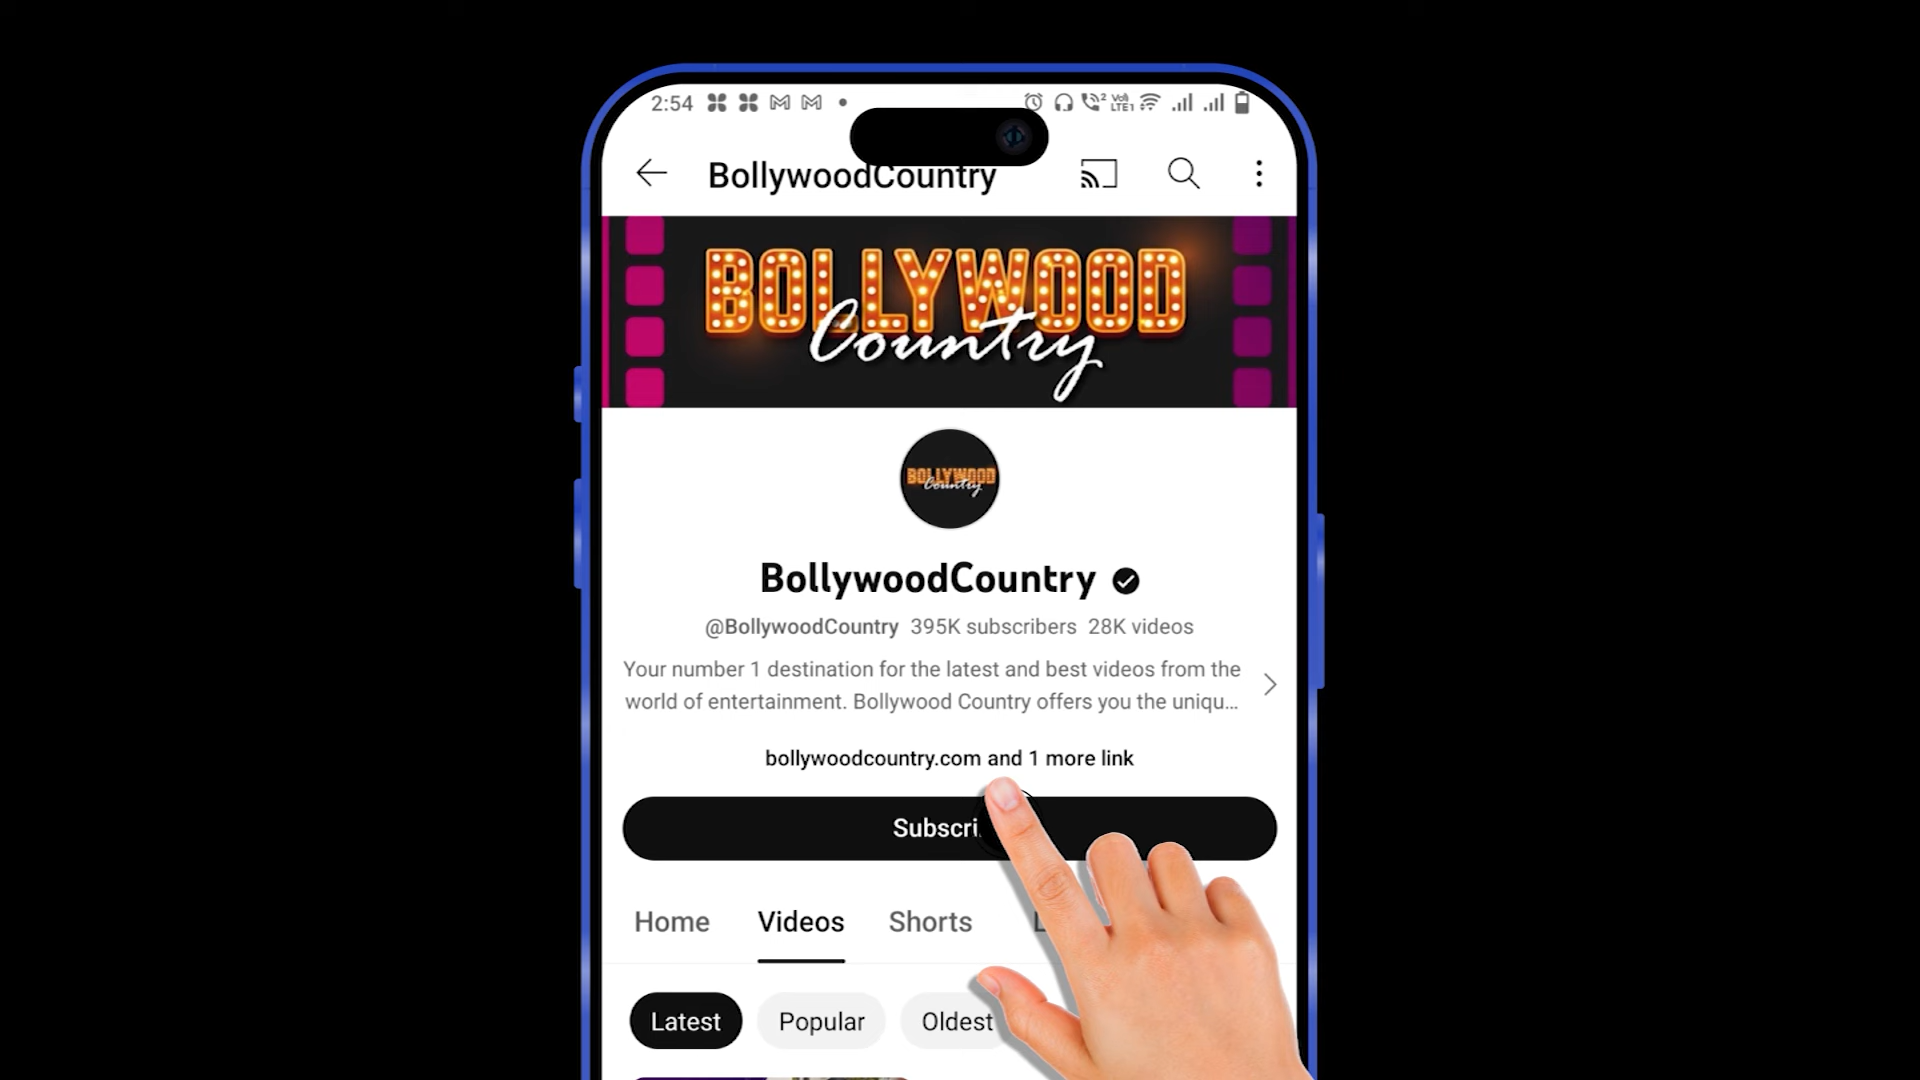 2:54
Vo)) LTE1
BollywoodCountry
BOLLYWOOD
Country
BOLLYWOOD
Country
BollywoodCountry
@BollywoodCountry 395K subscribers 28K videos
Your number 1 destination for the latest and best videos from the
world of entertainment. Bollywood Country offers you the uniqu...
bollywoodcountry.com and 1 more link
Subscri
Home Videos Shorts
Latest Popular Oldest